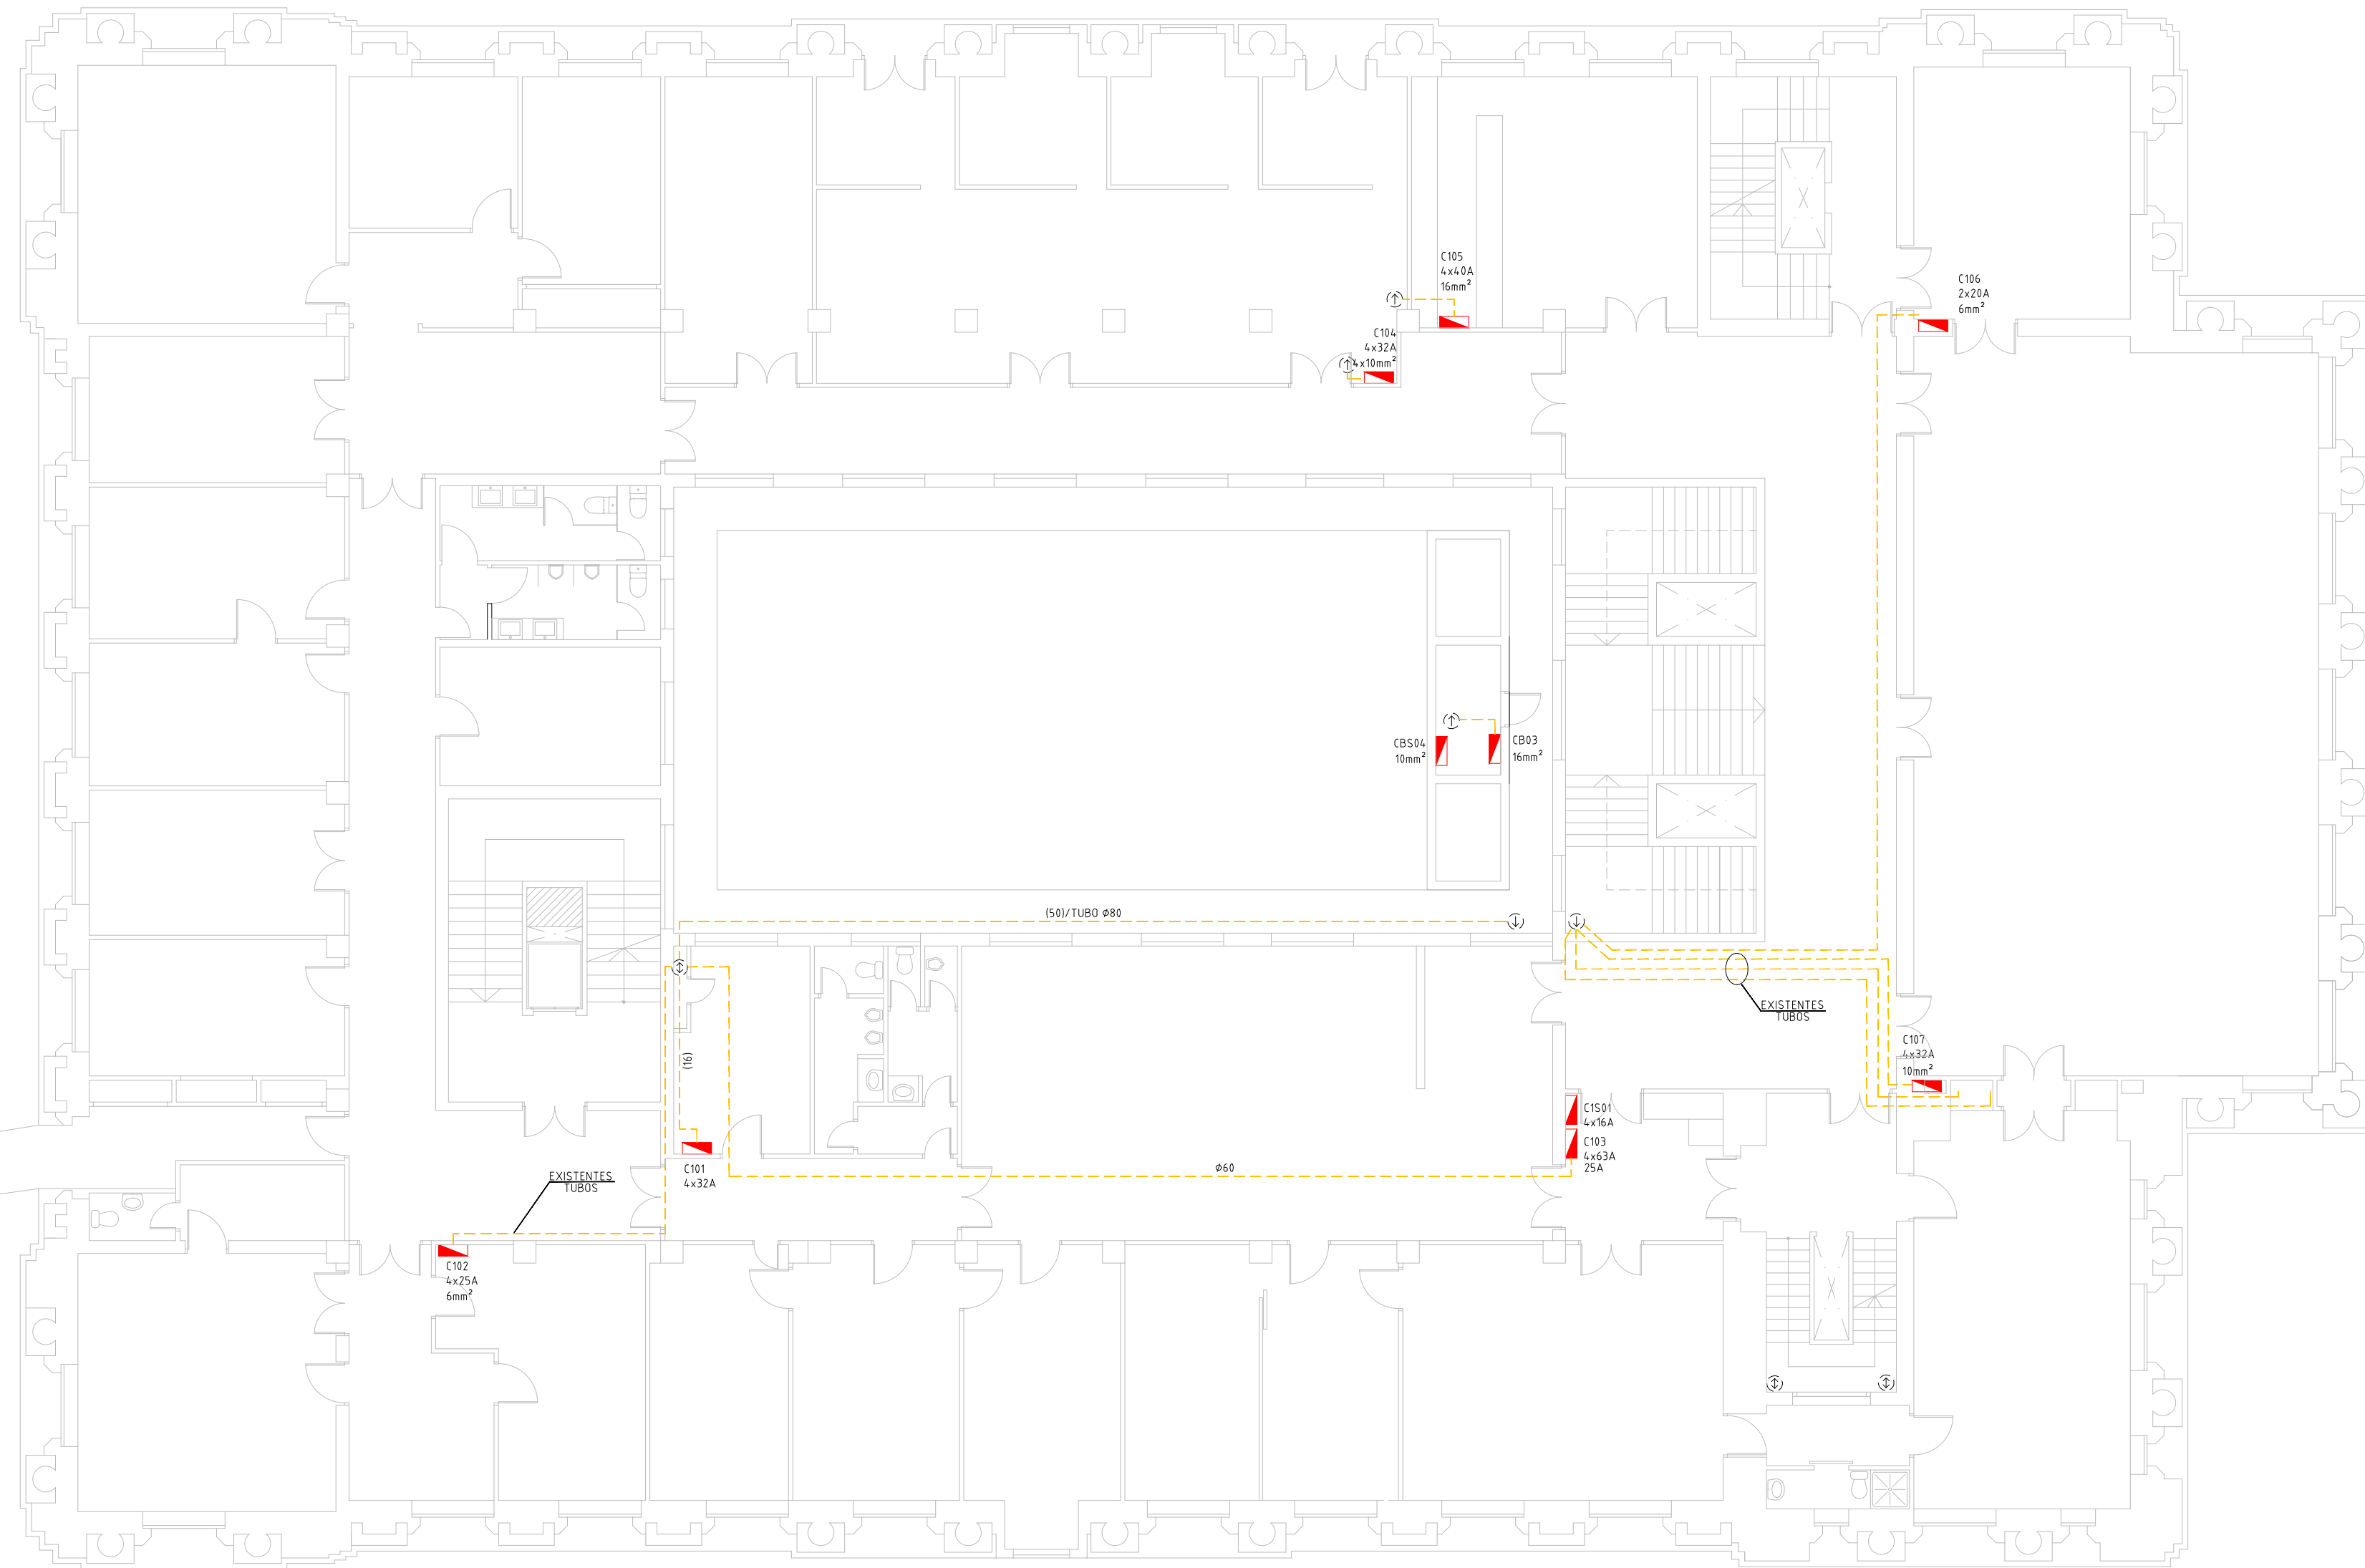 C105
4x40A
16mm²
C106
2x20A
6mm²
C104
4x32A
4x10mm²
CBS04
10mm²
CB03
16mm²
(50)/TUBO Ø80
EXISTENTES
TUBOS
C107
4x32A
10mm²
(16)
C1S01
4x16A
C103
4x63A
25A
C101
4x32A
Ø60
EXISTENTES
TUBOS
C102
4x25A
6mm²